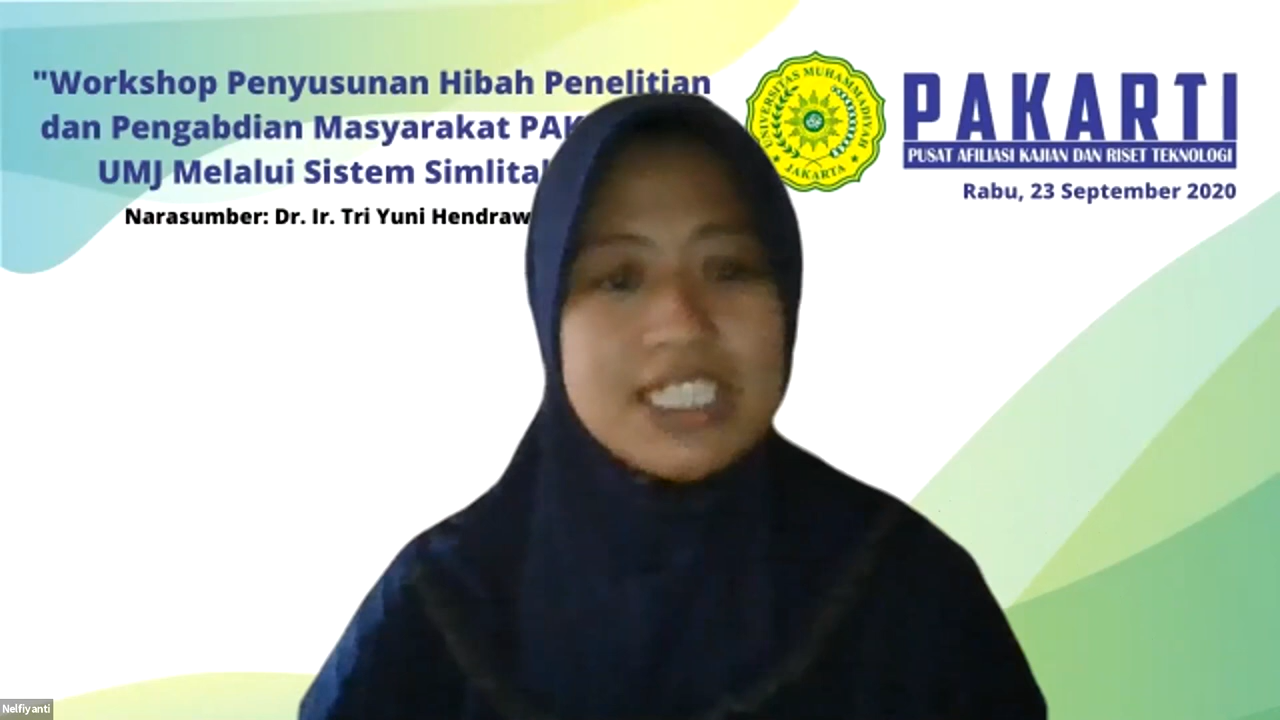 "Workshop Penyusunan Hibah Penelitian
dan Pengabdian Masyarakat
UMJ Melalui Sistem
Narasumber: Dr. Ir. Tri Yuni
UNIVERSITAS MUHAMMADIYAH
JAKARTA
PAKARTI
PUSAT AFILIASI KAJIAN DAN RISET TEKNOLOGI
Rabu, 23 September 2020
Nelfiyanti